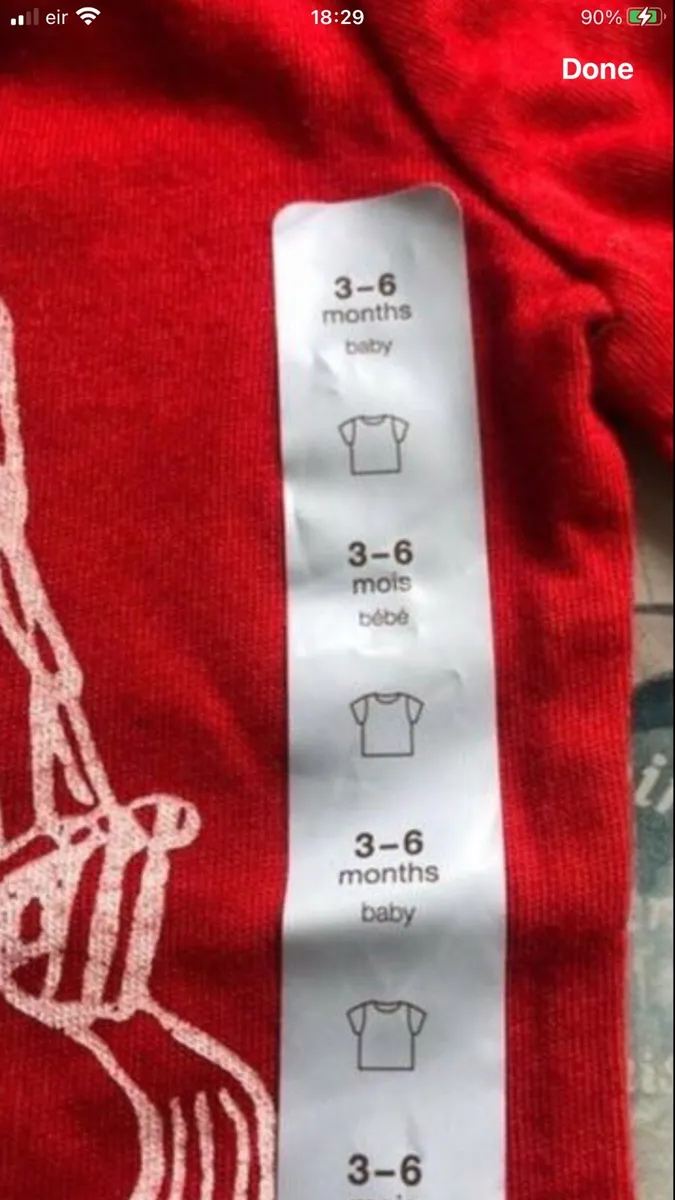 eir
18:29
90%
Done
3–6
months
baby
3–6
mois
bébé
3–6
months
baby
3–6